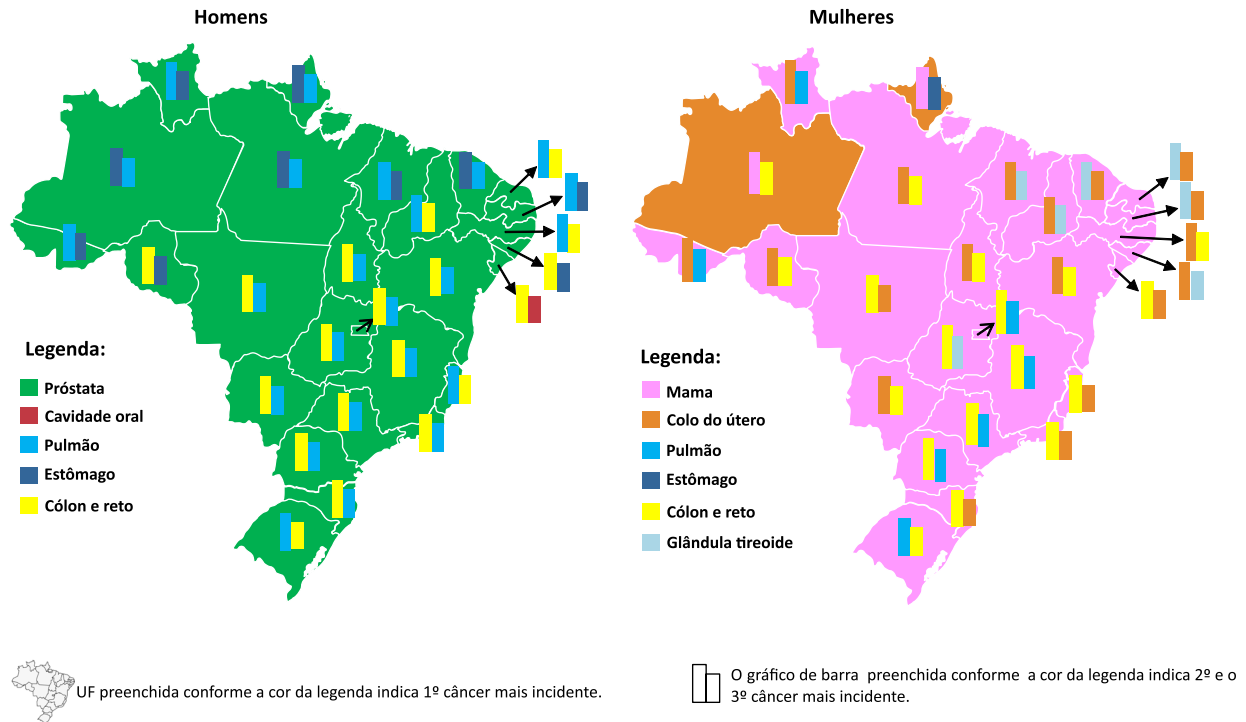 Homens
Mulheres
Legenda:
Próstata
Cavidade oral
Pulmão
Estômago
Cólon e reto
Legenda:
Mama
Colo do útero
Pulmão
Estômago
Cólon e reto
Glândula tireoide
UF preenchida conforme a cor da legenda indica 1º câncer mais incidente.
O gráfico de barra preenchida conforme a cor da legenda indica 2º e o
3º câncer mais incidente.